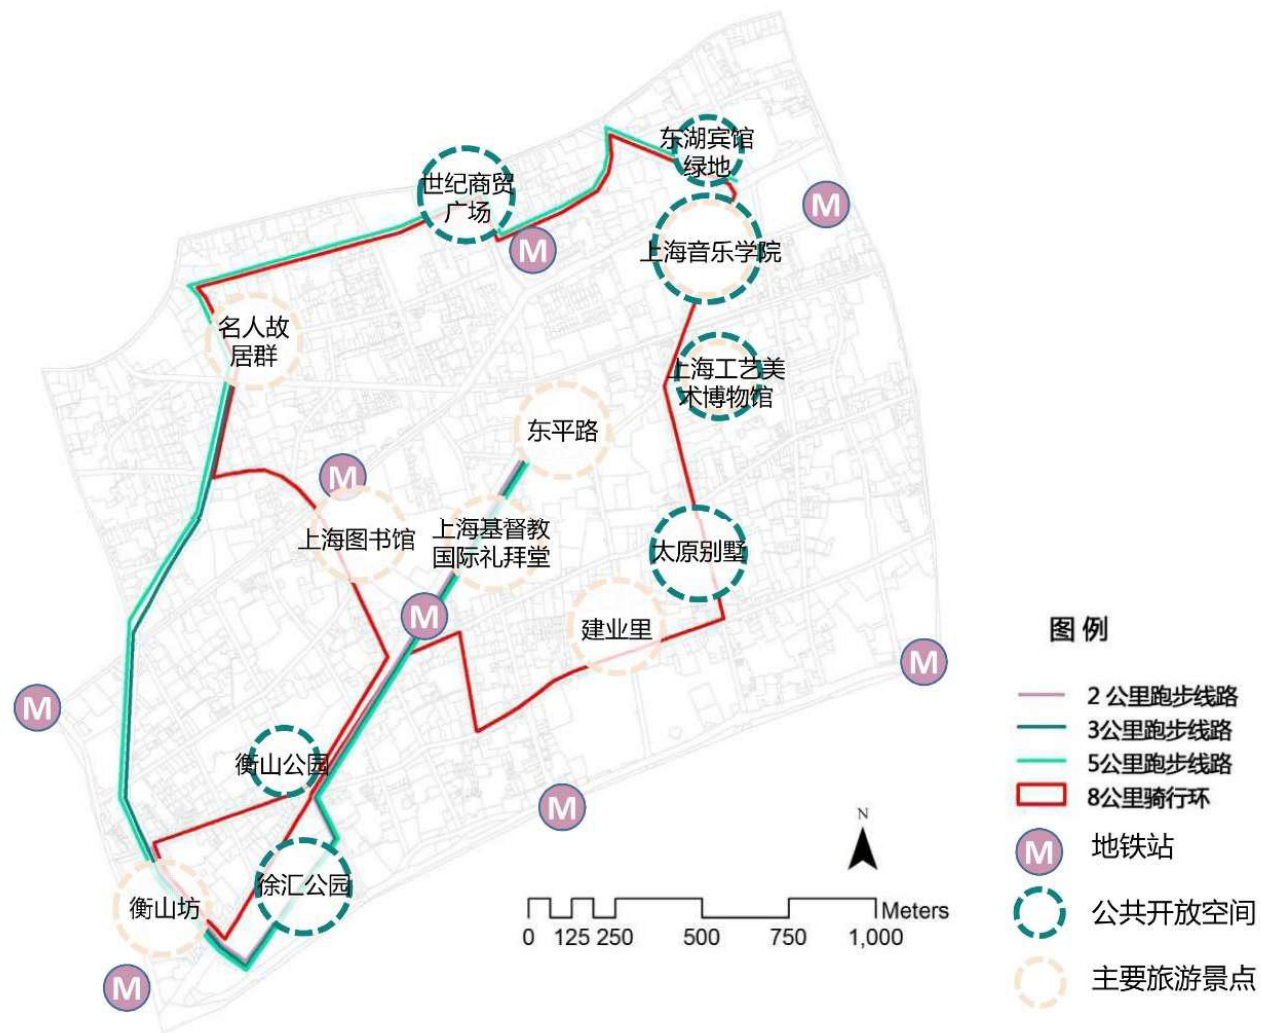 东湖宾馆
绿地
世纪商贸
广场
M
M
上海音乐学院
名人故
居群
上海工艺美
术博物馆
东平路
M
上海图书馆
上海基督教
国际礼拜堂
太原别墅
M
建业里
M
M
衡山公园
M
徐汇公园
衡山坊
M
N
Meters
0 125 250 500 750 1,000
图例
2 公里跑步线路
3公里跑步线路
5公里跑步线路
8公里骑行环
M 地铁站
公共开放空间
主要旅游景点